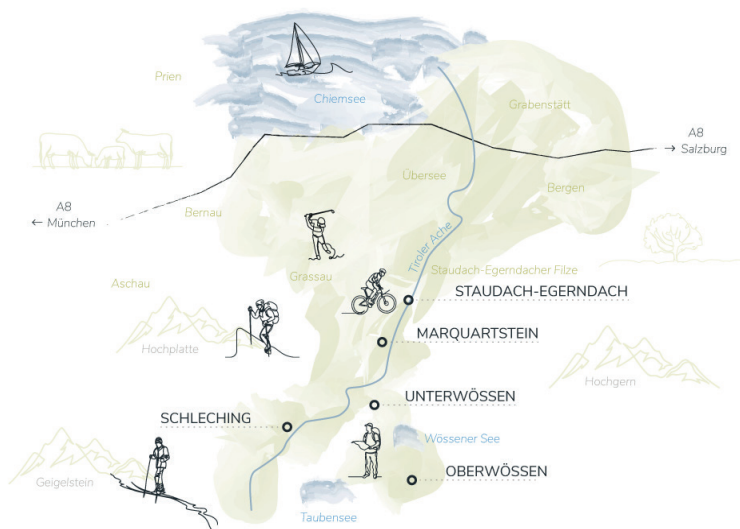 Prien
Chiemsee
Grabenstätt
A8
→ Salzburg
Übersee
Bergen
Bernau
A8
← München
Tiroler Ache
Grassau
Staudach-Egerndacher Filze
Aschau
STAUDACH-EGERNDACH
MARQUARTSTEIN
Hochplatte
Hochgern
UNTERWÖSSEN
SCHLECHING
Wössener See
OBERWÖSSEN
Geigelstein
Taubensee